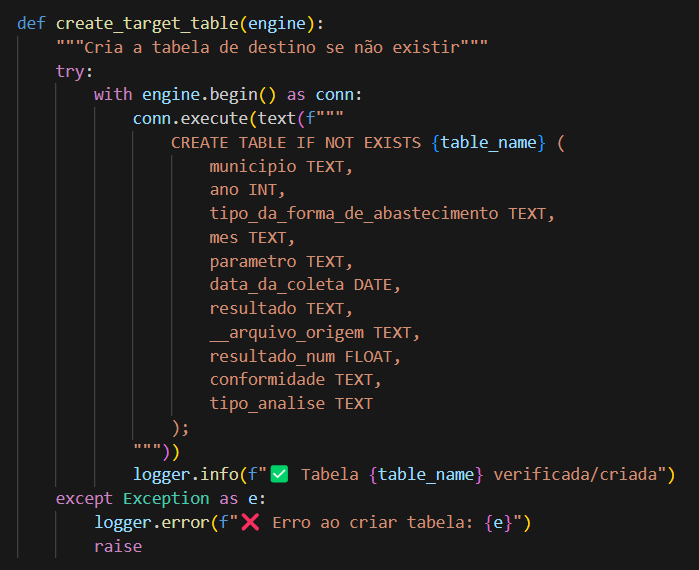 def create_target_table(engine):
    """Cria a tabela de destino se não existir"""
    try:
        with engine.begin() as conn:
            conn.execute(text(f"""
                CREATE TABLE IF NOT EXISTS {table_name} (
                    municipio TEXT,
                    ano INT,
                    tipo_da_forma_de_abastecimento TEXT,
                    mes TEXT,
                    parametro TEXT,
                    data_da_coleta DATE,
                    resultado TEXT,
                    __arquivo_origem TEXT,
                    resultado_num FLOAT,
                    conformidade TEXT,
                    tipo_analise TEXT
                );
            """))
            logger.info(f"✅ Tabela {table_name} verificada/criada")
    except Exception as e:
        logger.error(f"❌ Erro ao criar tabela: {e}")
        raise